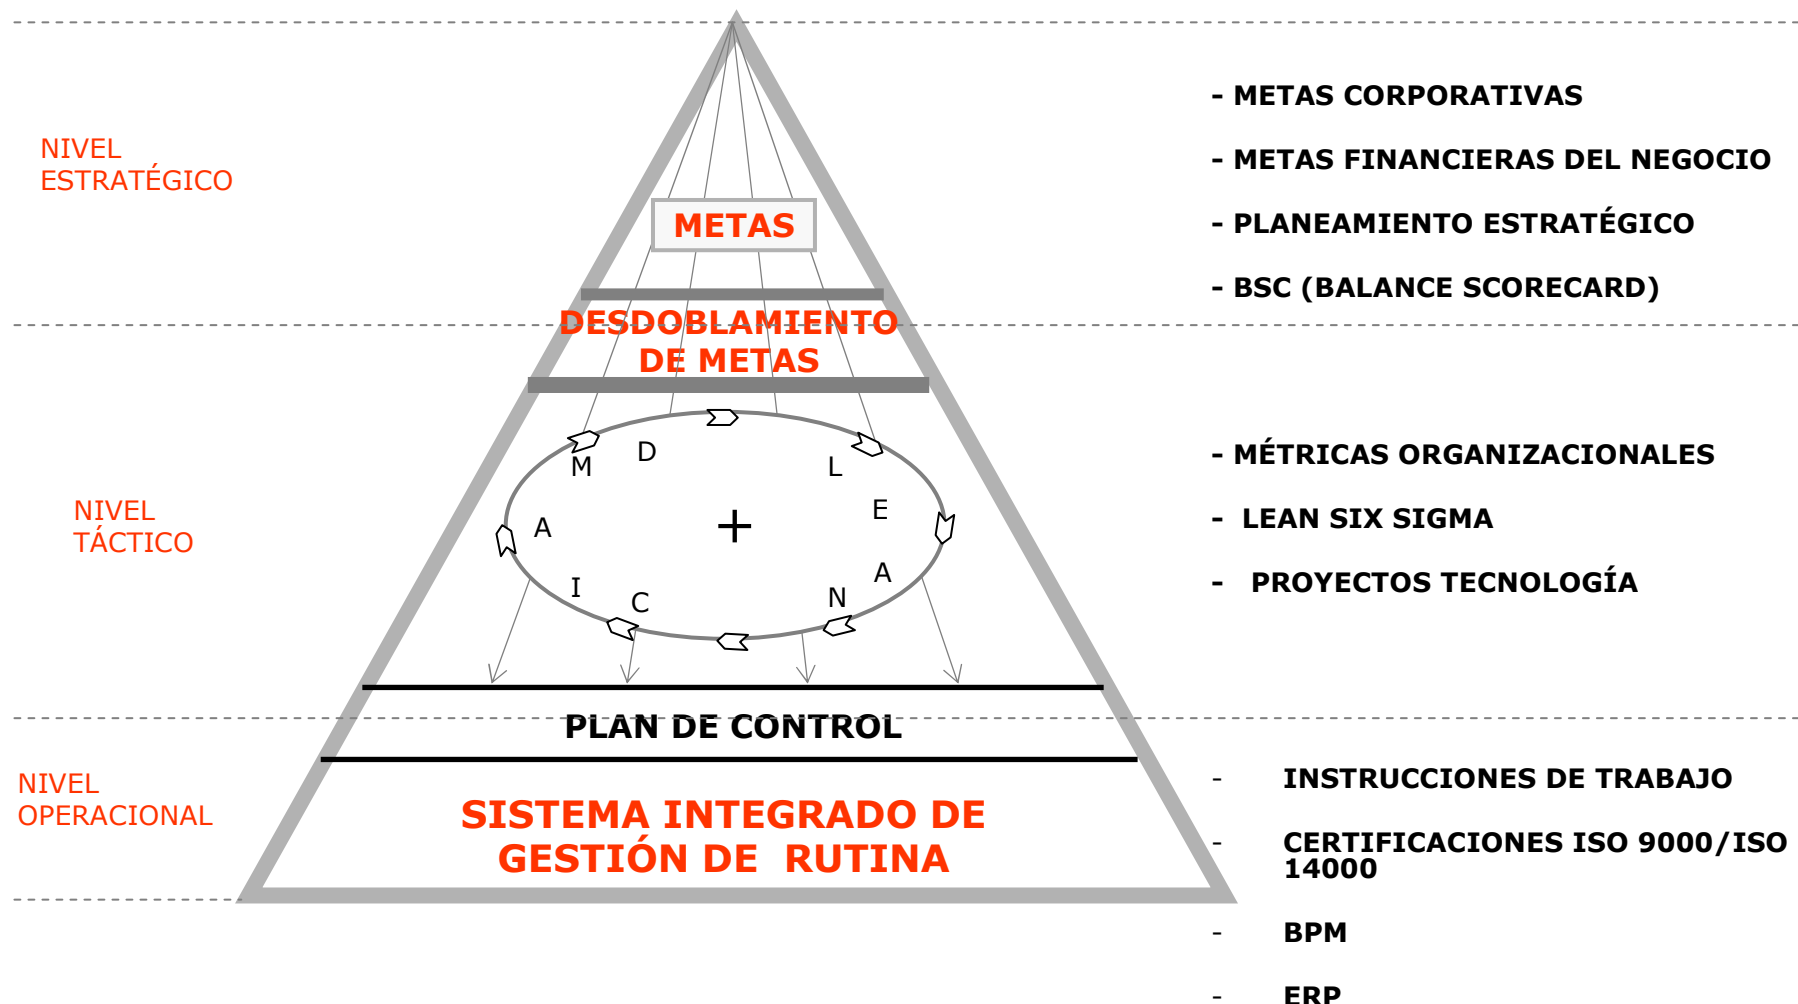 NIVEL
ESTRATÉGICO
METAS
- METAS CORPORATIVAS
- METAS FINANCIERAS DEL NEGOCIO
- PLANEAMIENTO ESTRATÉGICO
- BSC (BALANCE SCORECARD)
DESDOBLAMIENTO
DE METAS
NIVEL
TÁCTICO
D
M
A
I
C
+
L
E
A
N
- MÉTRICAS ORGANIZACIONALES
- LEAN SIX SIGMA
- PROYECTOS TECNOLOGÍA
PLAN DE CONTROL
NIVEL
OPERACIONAL
SISTEMA INTEGRADO DE
GESTIÓN DE RUTINA
- INSTRUCCIONES DE TRABAJO
- CERTIFICACIONES ISO 9000/ISO
14000
- BPM
- ERP